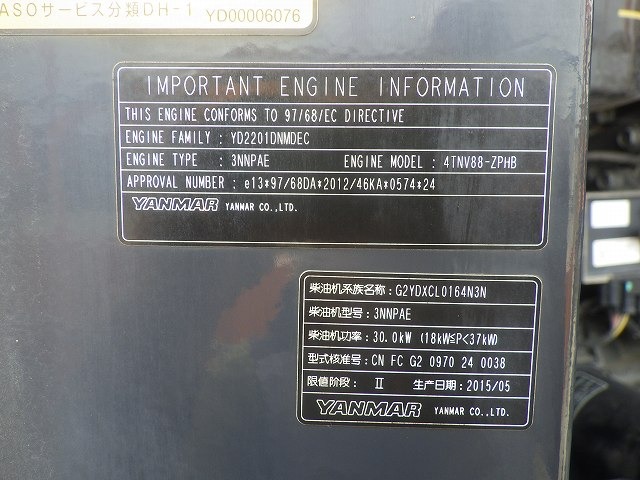 ASOサービス分類DH-1
YD00006076
IMPORTANT ENGINE INFORMATION
THIS ENGINE CONFORMS TO 97/68/EC DIRECTIVE
ENGINE FAMILY : YD2201DNMDEC
ENGINE TYPE : 3NNPAE ENGINE MODEL : 4TNV88-ZPHB
APPROVAL NUMBER : e13*97/68DA*2012/46KA*0574*24
YANMAR YANMAR CO.,LTD.
柴油机系族名称: G2YDXCL0164N3N
柴油机型号: 3NNPAE
柴油机功率: 30.0kW (18kW≦P<37kW)
型式核准号: CN FC G2 0970 24 0038
限值阶段: Ⅱ 生产日期: 2015/05
YANMAR YANMAR CO.,LTD.